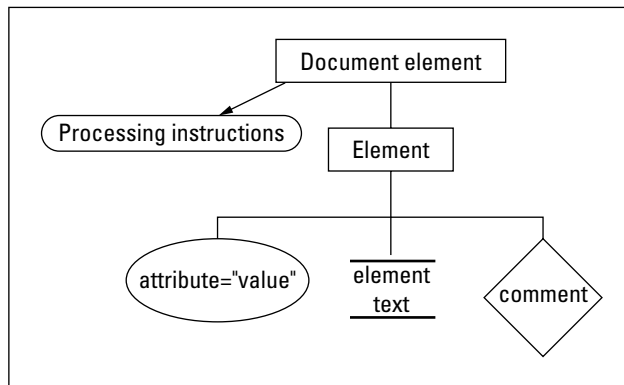 Document element
Processing instructions
Element
attribute="value"
element
text
comment